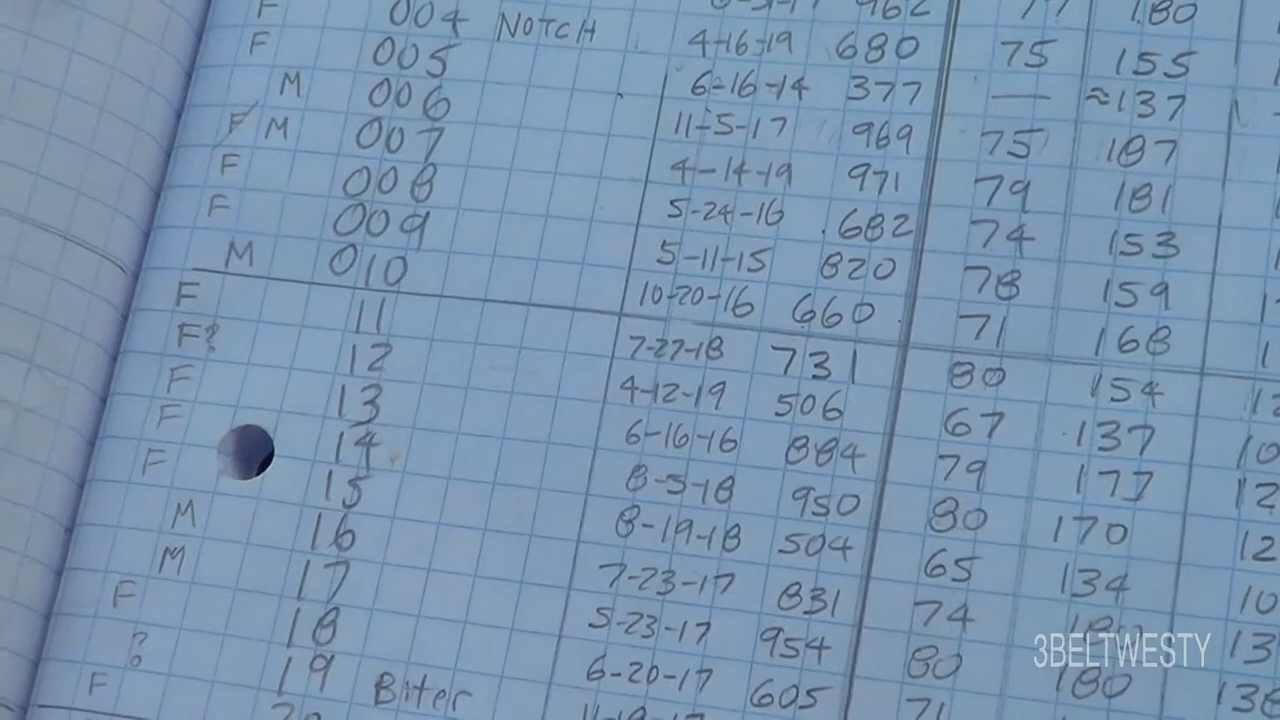 962 180
F 004 NOTCH 4-16-19 680 75 155
F 005 6-16-14 377 — ≈137
M 006 11-5-17 969 75 187
F M 007 4-14-19 971 79 181
F 008 5-24-16 682 74 153
F 009 5-11-15 820 78 159
M 010 10-20-16 660 71 168
F 11 7-27-18 731 80 154
F? 12 4-12-19 506 67 137
F 13 6-16-16 884 79 177
F 14 8-5-18 950 80 170
F 15 8-19-18 504 65 134
M 16 7-23-17 831 74
M 17 5-23-17 954 80 180
F 18 6-20-17 605 71
? 19 Biter
F
3BELTWESTY